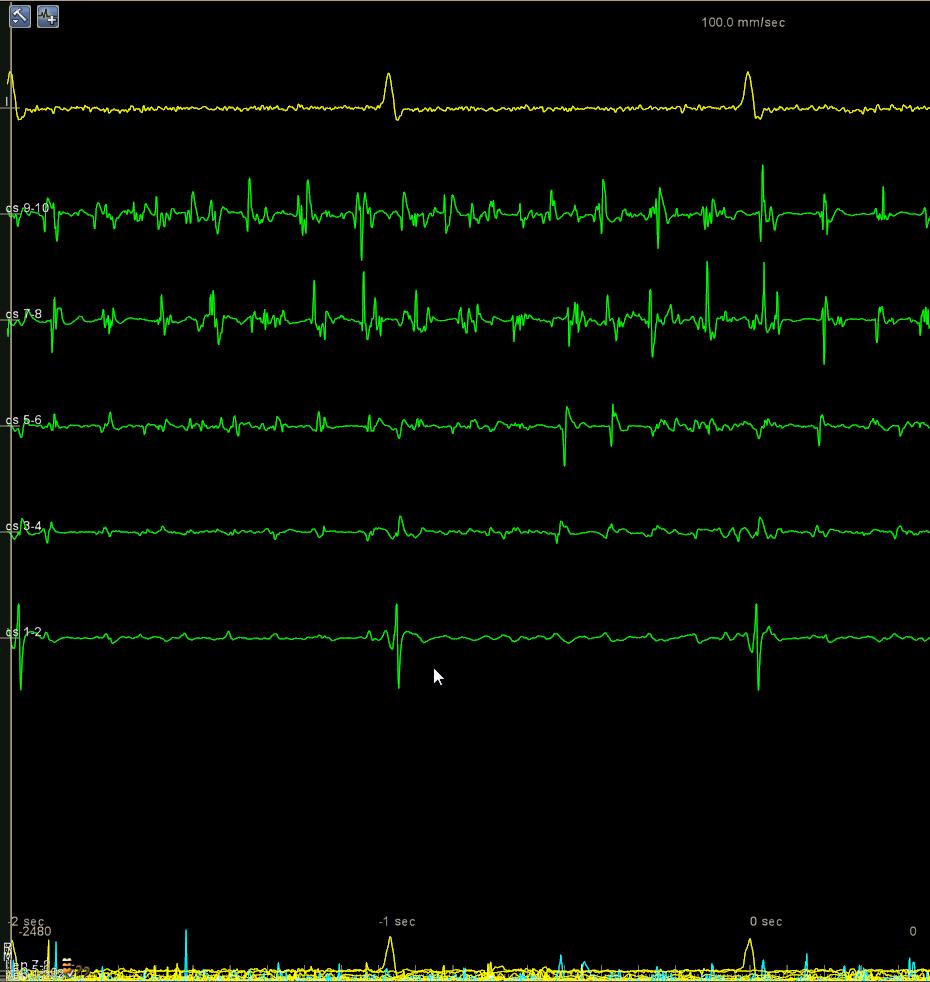 100.0 mm/sec
I
cs 9-10
cs 7-8
cs 5-6
cs 3-4
cs 1-2
-2 sec
-1 sec
0 sec
-2480
0